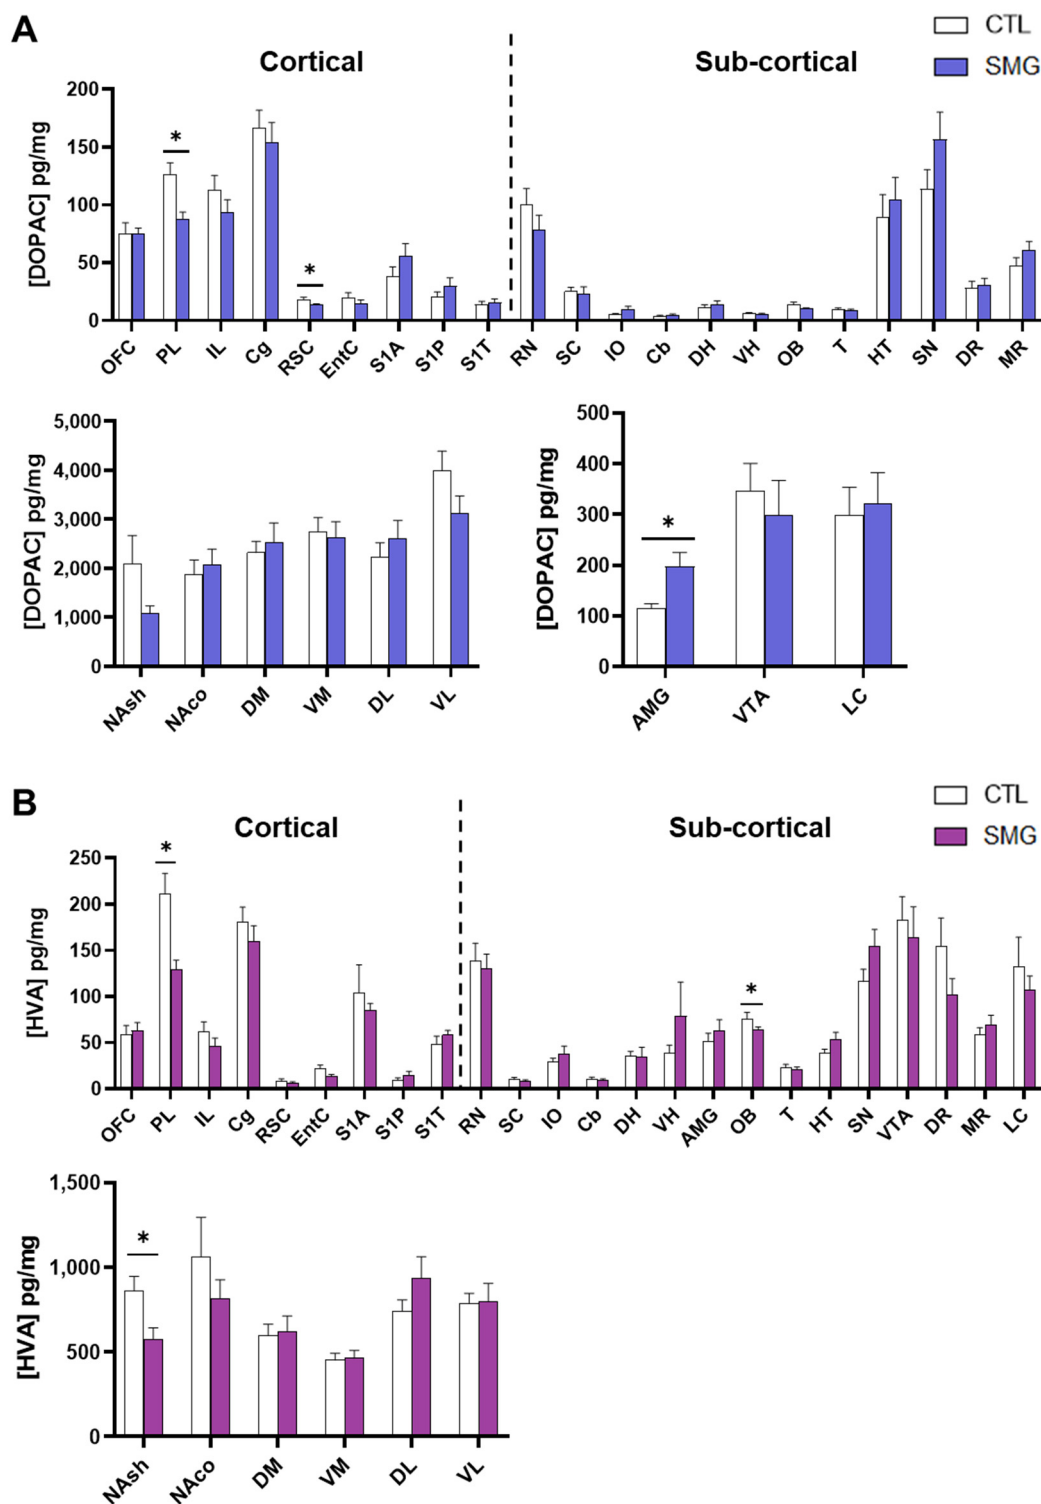 A
CTL
SMG
Cortical
Sub-cortical
[DOPAC] pg/mg
200
150
100
50
0
*
*
OFC PL IL Cg RSC EntC S1A S1P S1T RN SC IO Cb DH VH OB T HT SN DR MR
[DOPAC] pg/mg
5,000
4,000
3,000
2,000
1,000
0
NAsh NAco DM VM DL VL
[DOPAC] pg/mg
500
400
300
200
100
0
*
AMG VTA LC
B
CTL
SMG
Cortical
Sub-cortical
[HVA] pg/mg
250
200
150
100
50
0
*
*
OFC PL IL Cg RSC EntC S1A S1P S1T RN SC IO Cb DH VH AMG OB T HT SN VTA DR MR LC
[HVA] pg/mg
1,500
1,000
500
0
*
NAsh NAco DM VM DL VL